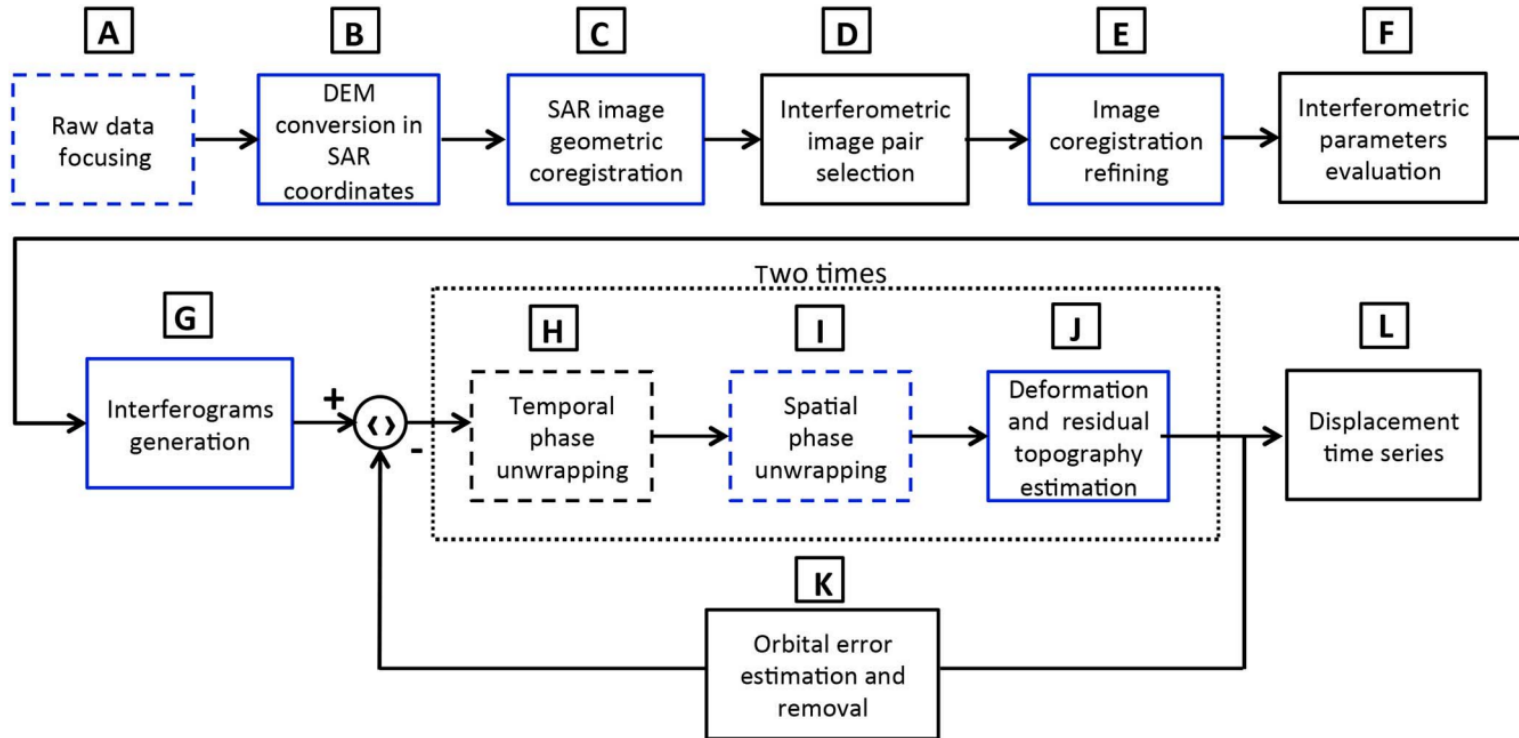 A
B
C
D
E
F
Raw data
focusing
DEM
conversion in
SAR
coordinates
SAR image
geometric
coregistration
Interferometric
image pair
selection
Image
coregistration
refining
Interferometric
parameters
evaluation
Two times
G
H
I
J
L
Interferograms
generation
+
‹ ›
-
Temporal
phase
unwrapping
Spatial
phase
unwrapping
Deformation
and residual
topography
estimation
Displacement
time series
K
Orbital error
estimation and
removal